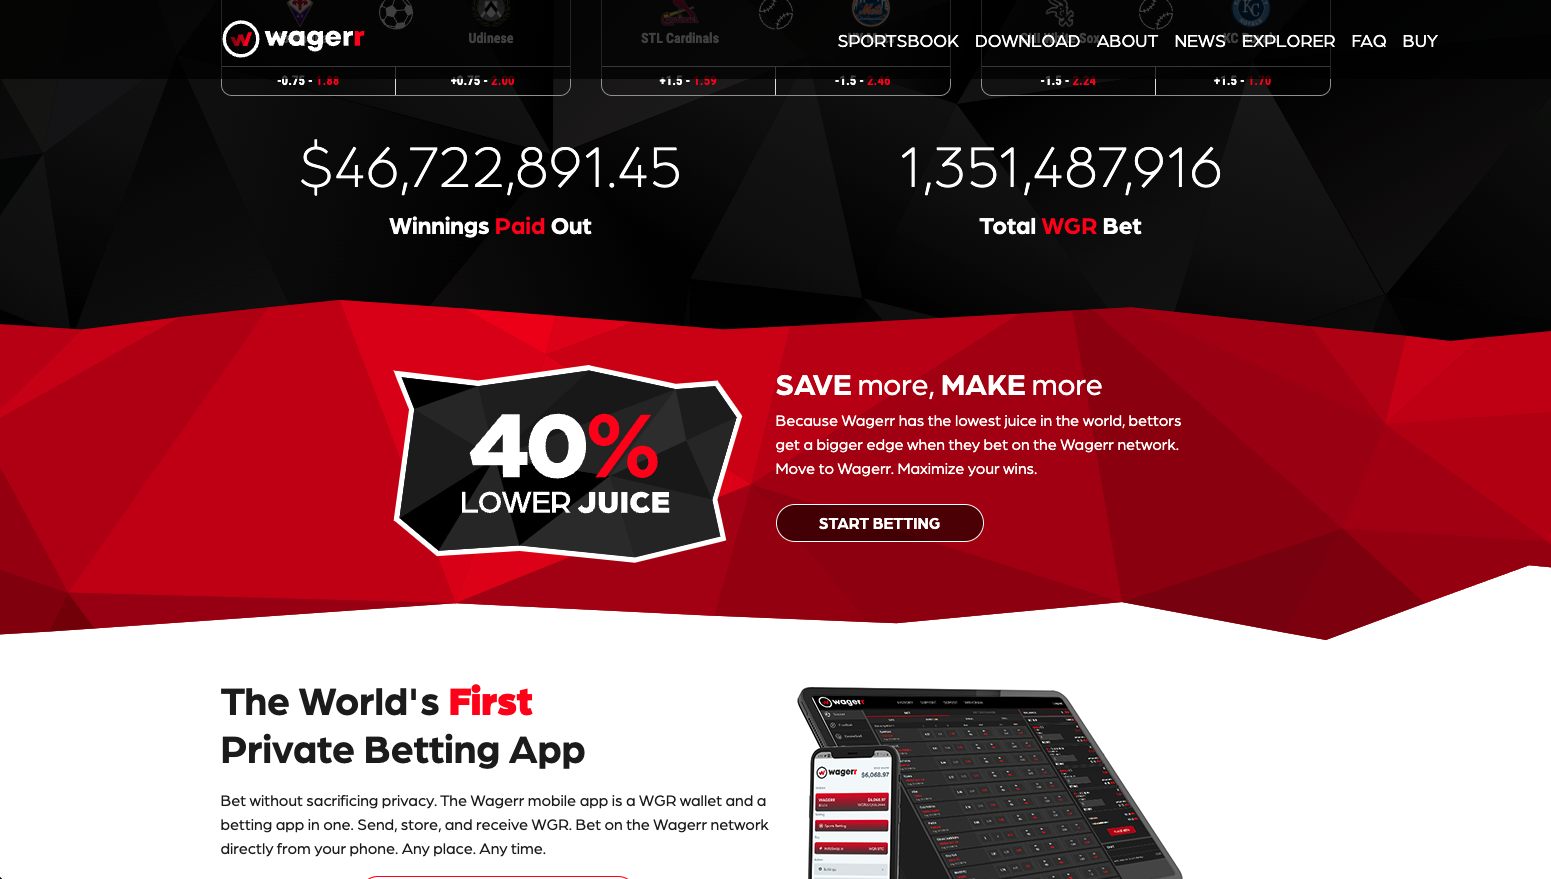 wagerr
SPORTSBOOK DOWNLOAD ABOUT NEWS EXPLORER FAQ BUY
Udinese
STL Cardinals
-0.75 - 1.88
+0.75 - 2.00
+1.5 - 1.59
-1.5 - 2.46
-1.5 - 2.24
+1.5 - 1.70
$46,722,891.45
Winnings Paid Out
1,351,487,916
Total WGR Bet
40%
LOWER JUICE
SAVE more, MAKE more
Because Wagerr has the lowest juice in the world, bettors
get a bigger edge when they bet on the Wagerr network.
Move to Wagerr. Maximize your wins.
START BETTING
The World's First
Private Betting App
Bet without sacrificing privacy. The Wagerr mobile app is a WGR wallet and a
betting app in one. Send, store, and receive WGR. Bet on the Wagerr network
directly from your phone. Any place. Any time.
wagerr
wagerr
$6,068.97
WAGERR